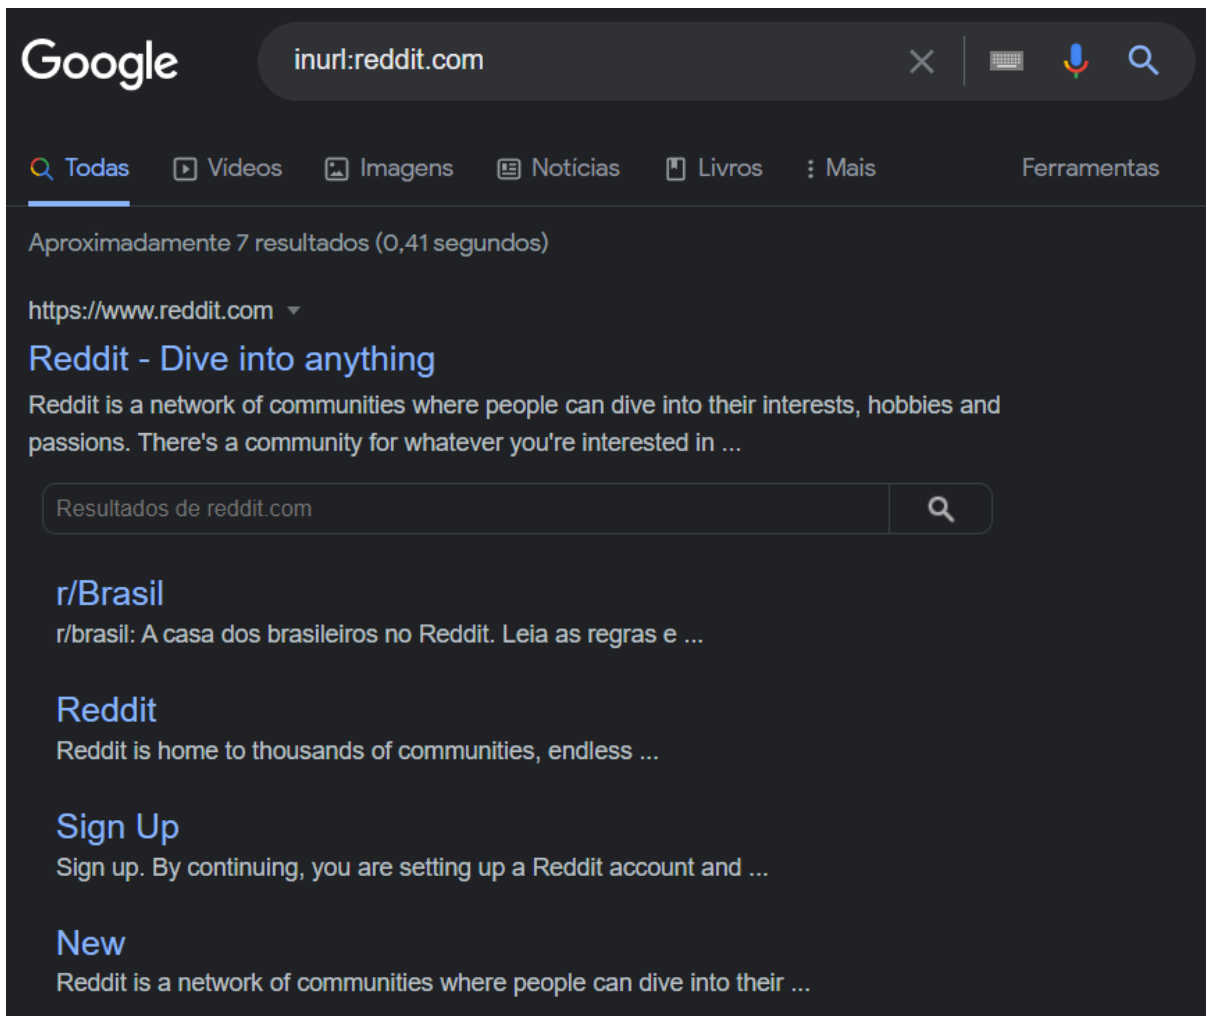 Google
inurl:reddit.com
Todas Vídeos Imagens Notícias Livros Mais Ferramentas
Aproximadamente 7 resultados (0,41 segundos)
https://www.reddit.com
Reddit - Dive into anything
Reddit is a network of communities where people can dive into their interests, hobbies and
passions. There's a community for whatever you're interested in ...
Resultados de reddit.com
r/Brasil
r/brasil: A casa dos brasileiros no Reddit. Leia as regras e ...
Reddit
Reddit is home to thousands of communities, endless ...
Sign Up
Sign up. By continuing, you are setting up a Reddit account and ...
New
Reddit is a network of communities where people can dive into their ...